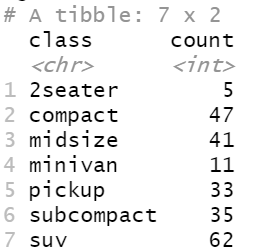 # A tibble: 7 x 2
class count
<chr> <int>
1 2seater 5
2 compact 47
3 midsize 41
4 minivan 11
5 pickup 33
6 subcompact 35
7 suv 62